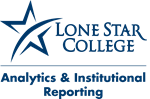 LONE STAR
COLLEGE
Analytics & Institutional
Reporting